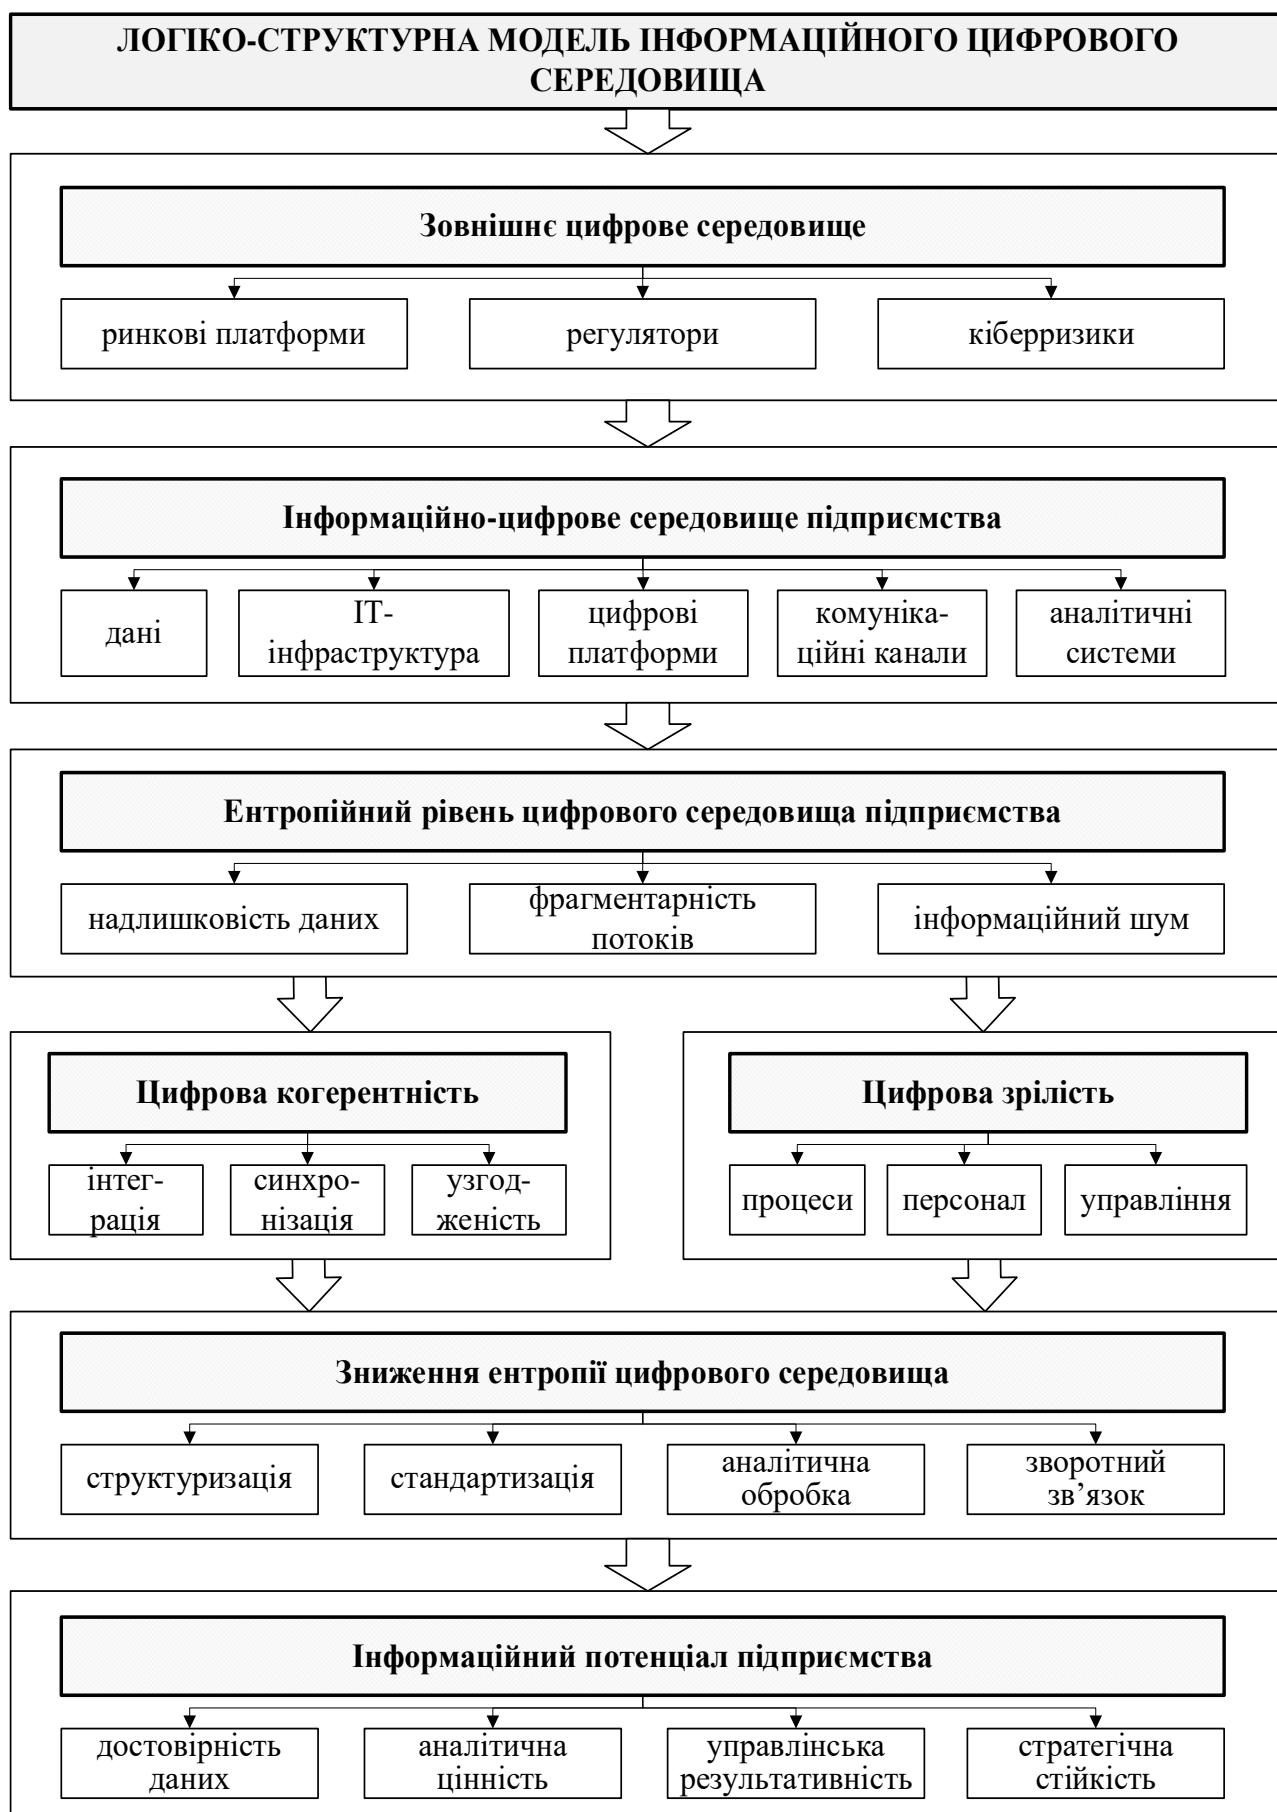 ЛОГІКО-СТРУКТУРНА МОДЕЛЬ ІНФОРМАЦІЙНОГО ЦИФРОВОГО
СЕРЕДОВИЩА
Зовнішнє цифрове середовище
ринкові платформи
регулятори
кіберризики
Інформаційно-цифрове середовище підприємства
дані
ІТ-
інфраструктура
цифрові
платформи
комуніка-
ційні канали
аналітичні
системи
Ентропійний рівень цифрового середовища підприємства
надлишковість даних
фрагментарність
потоків
інформаційний шум
Цифрова когерентність
інтег-
рація
синхро-
нізація
узгод-
женість
Цифрова зрілість
процеси
персонал
управління
Зниження ентропії цифрового середовища
структуризація
стандартизація
аналітична
обробка
зворотний
зв’язок
Інформаційний потенціал підприємства
достовірність
даних
аналітична
цінність
управлінська
результативність
стратегічна
стійкість